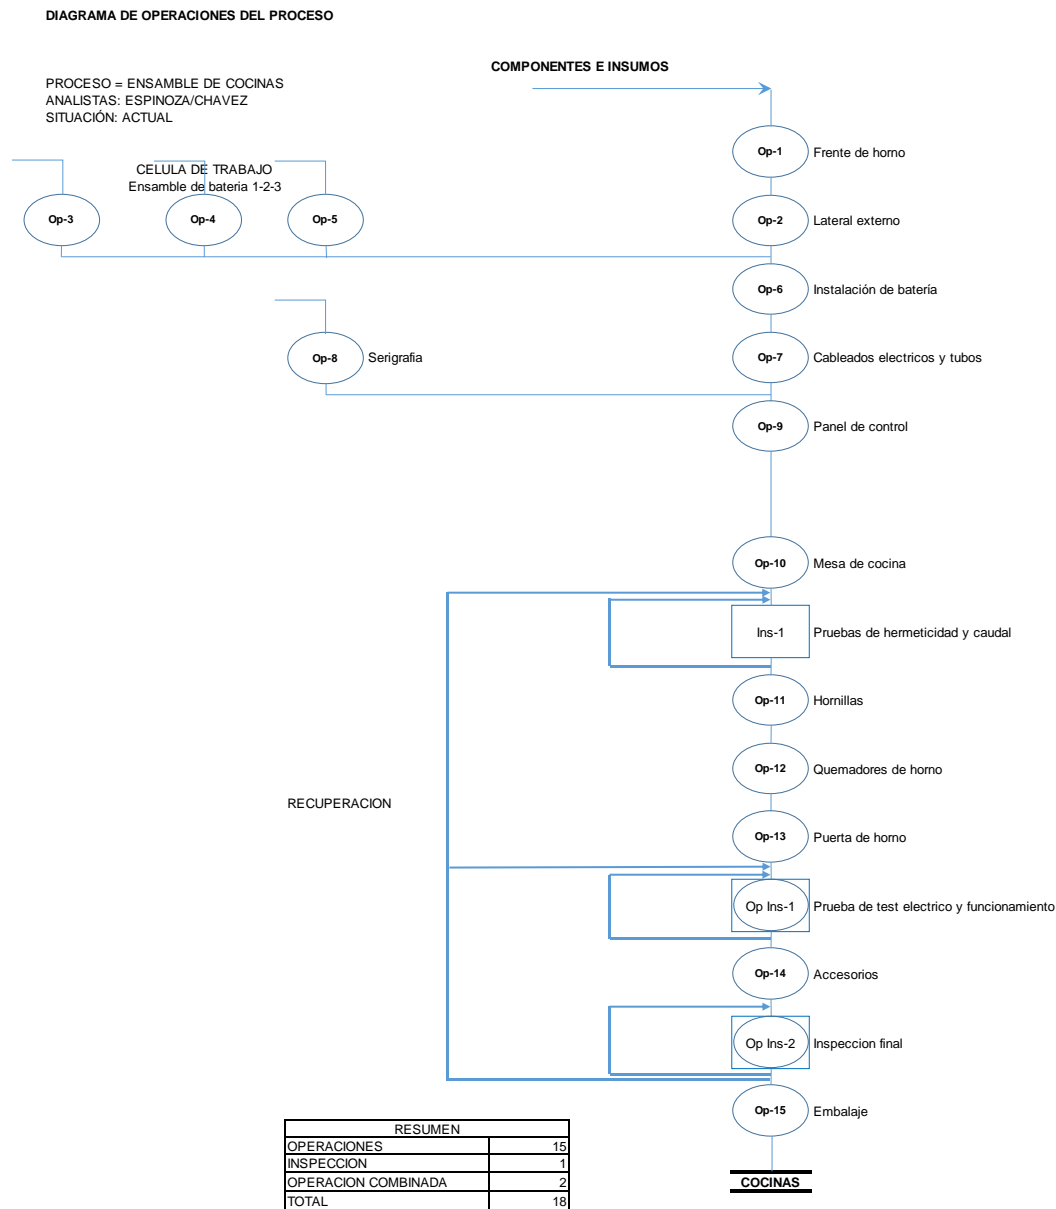 DIAGRAMA DE OPERACIONES DEL PROCESO
COMPONENTES E INSUMOS
PROCESO = ENSAMBLE DE COCINAS
ANALISTAS: ESPINOZA/CHAVEZ
SITUACIÓN: ACTUAL
Op-1 Frente de horno
CELULA DE TRABAJO
Ensamble de bateria 1-2-3
Op-3 Op-4 Op-5 Op-2 Lateral externo
Op-6 Instalación de batería
Op-8 Serigrafia Op-7 Cableados electricos y tubos
Op-9 Panel de control
Op-10 Mesa de cocina
Ins-1 Pruebas de hermeticidad y caudal
Op-11 Hornillas
Op-12 Quemadores de horno
RECUPERACION
Op-13 Puerta de horno
Op Ins-1 Prueba de test electrico y funcionamiento
Op-14 Accesorios
Op Ins-2 Inspeccion final
Op-15 Embalaje
RESUMEN
OPERACIONES 15
INSPECCION 1
OPERACION COMBINADA 2
TOTAL 18
COCINAS